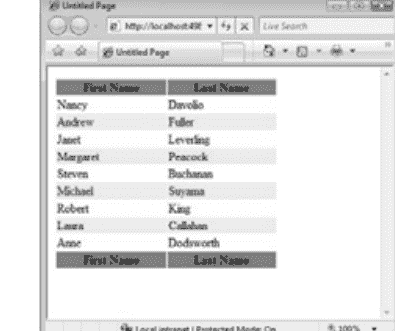 Untitled Page
http://localhost:49E
Live Search
Untitled Page
First Name Last Name
Nancy Davolio
Andrew Fuller
Janet Leverling
Margaret Peacock
Steven Buchanan
Michael Suyama
Robert King
Laura Callahan
Anne Dodsworth
First Name Last Name
Local intranet | Protected Mode: On
100%